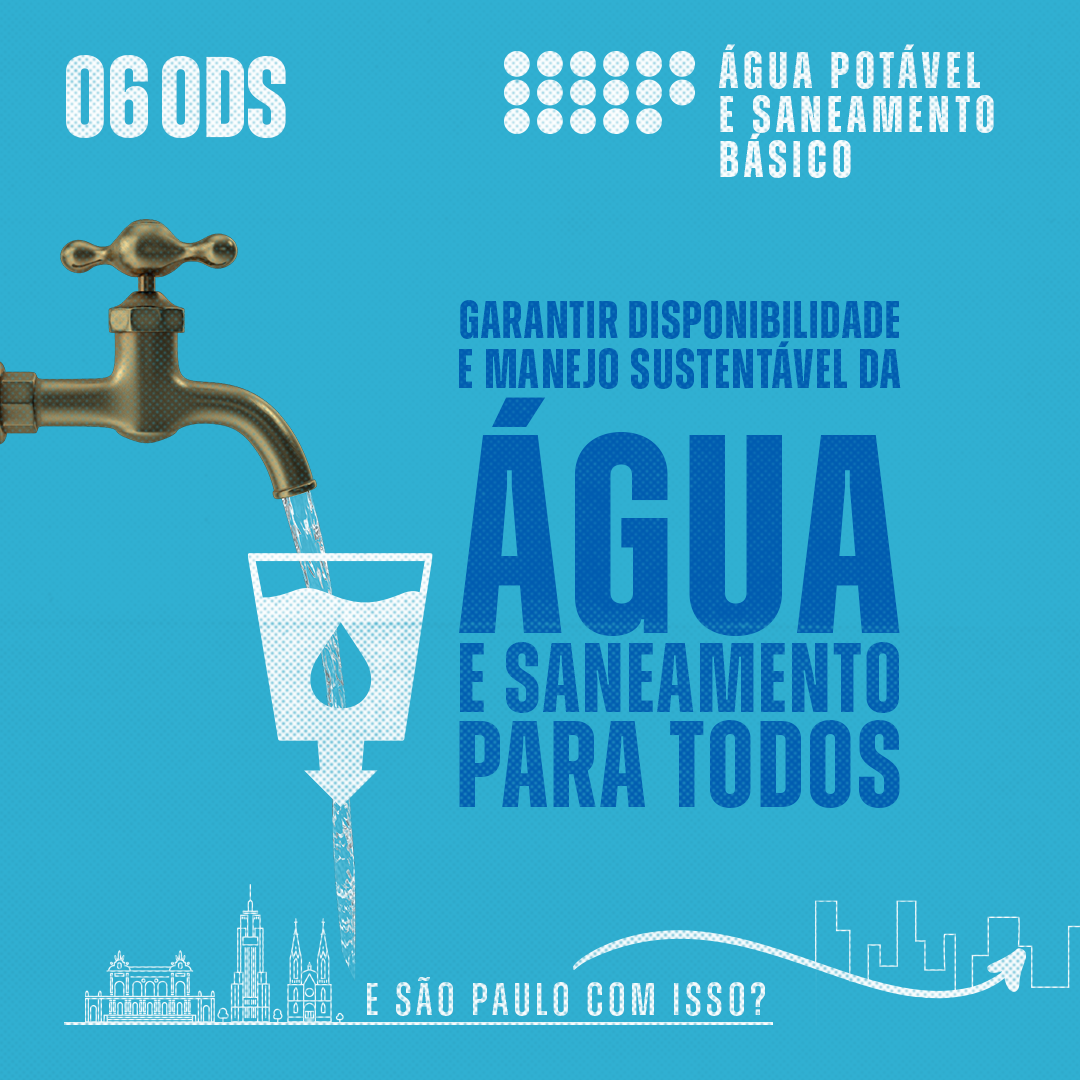 06 ODS
ÁGUA POTÁVEL
E SANEAMENTO
BÁSICO
GARANTIR DISPONIBILIDADE
E MANEJO SUSTENTÁVEL DA
ÁGUA
E SANEAMENTO
PARA TODOS
E SÃO PAULO COM ISSO?